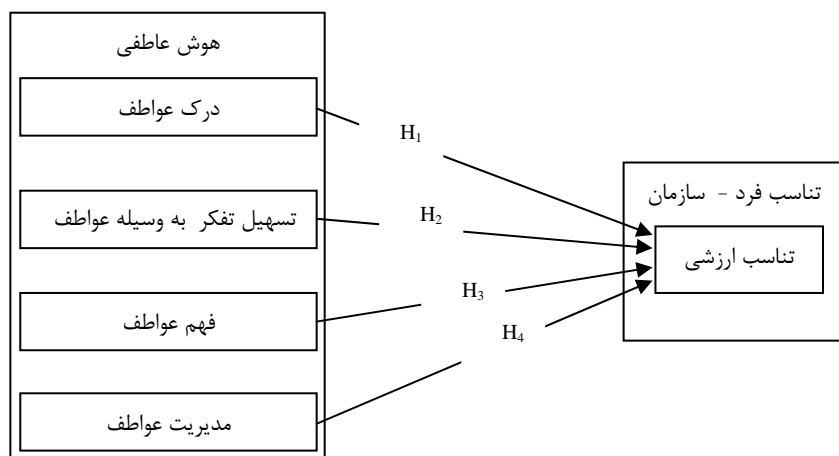 هوش عاطفی
درک عواطف
H₁
تناسب فرد - سازمان
تسهیل تفکر به وسیله عواطف
H₂
تناسب ارزشی
H₃
فهم عواطف
H₄
مدیریت عواطف